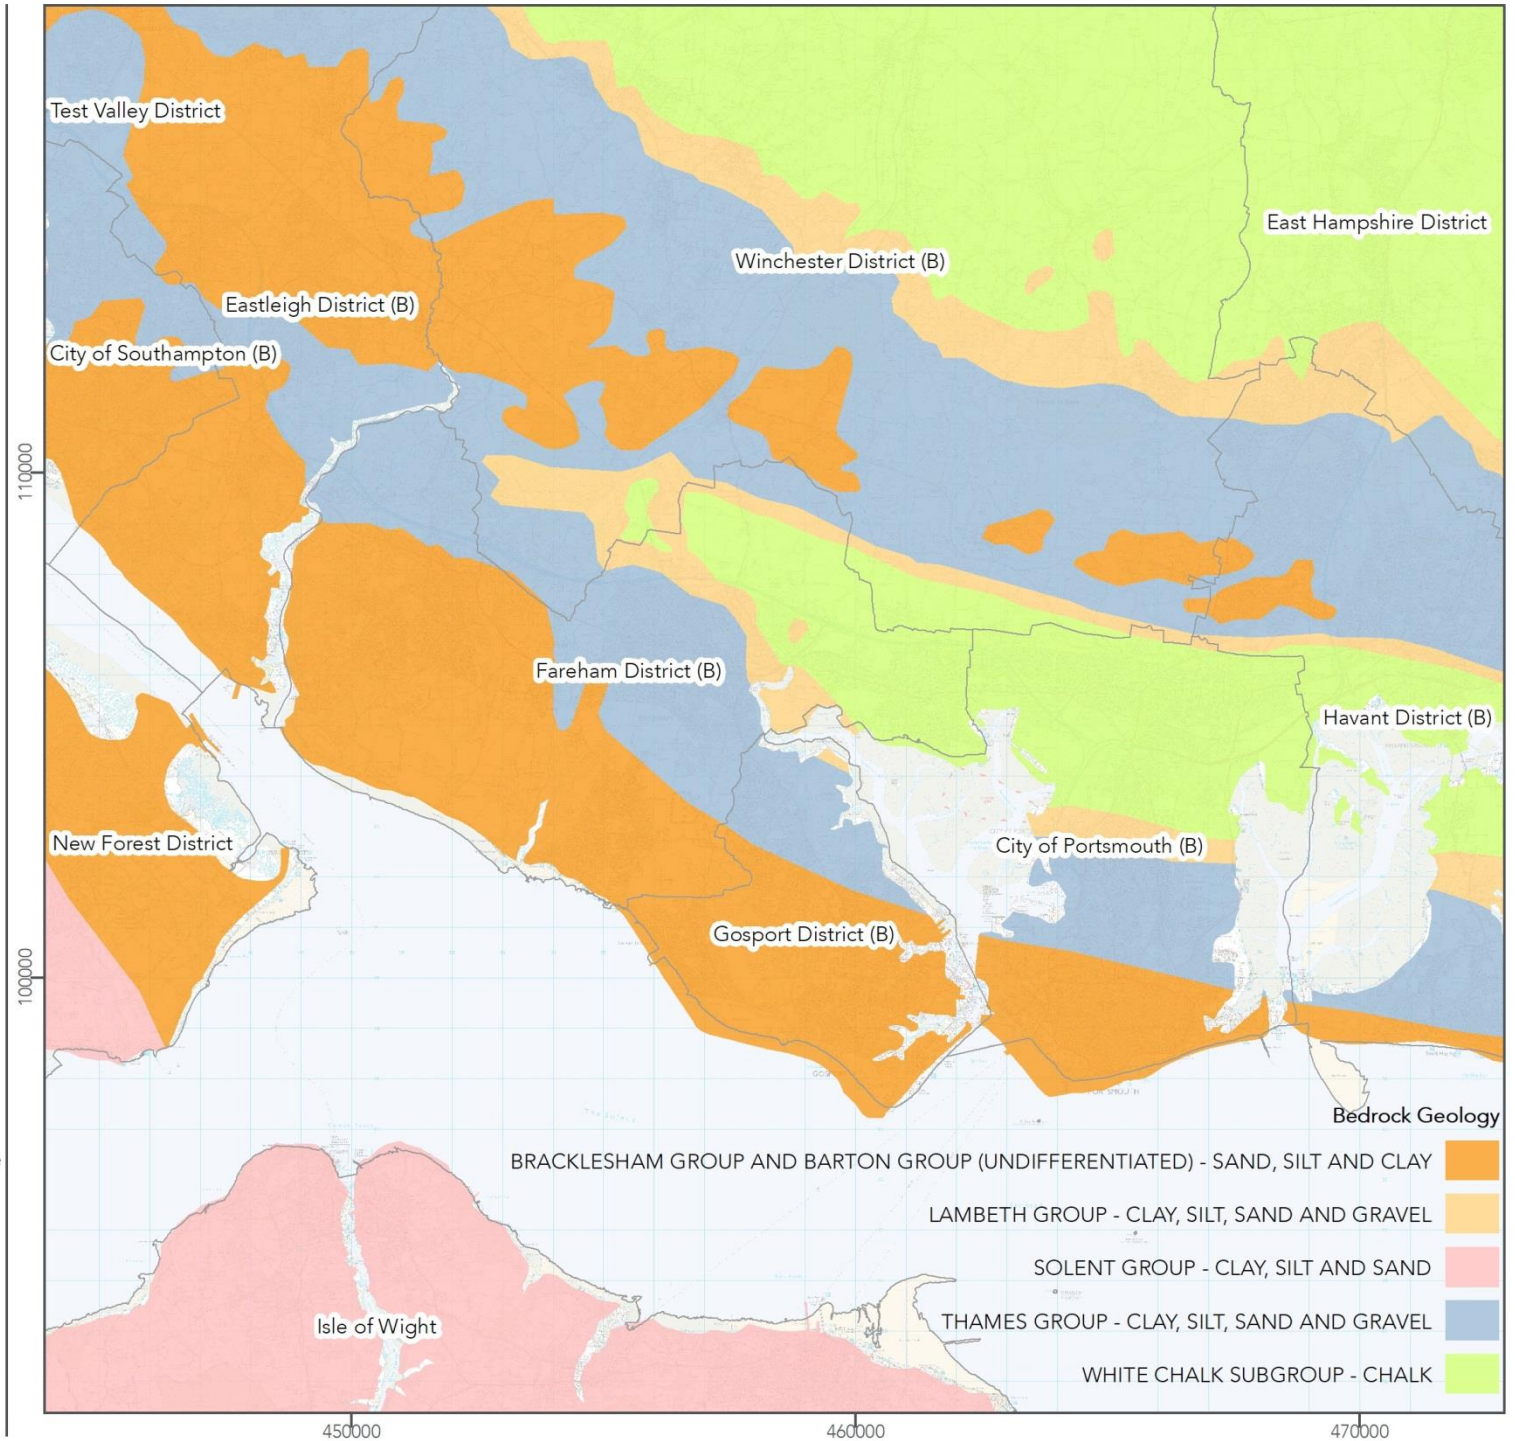 Test Valley District
East Hampshire District
Winchester District (B)
Eastleigh District (B)
City of Southampton (B)
110000
Fareham District (B)
Havant District (B)
New Forest District
City of Portsmouth (B)
Gosport District (B)
100000
Bedrock Geology
BRACKLESHAM GROUP AND BARTON GROUP (UNDIFFERENTIATED) - SAND, SILT AND CLAY
LAMBETH GROUP - CLAY, SILT, SAND AND GRAVEL
SOLENT GROUP - CLAY, SILT AND SAND
THAMES GROUP - CLAY, SILT, SAND AND GRAVEL
Isle of Wight
WHITE CHALK SUBGROUP - CHALK
450000
460000
470000